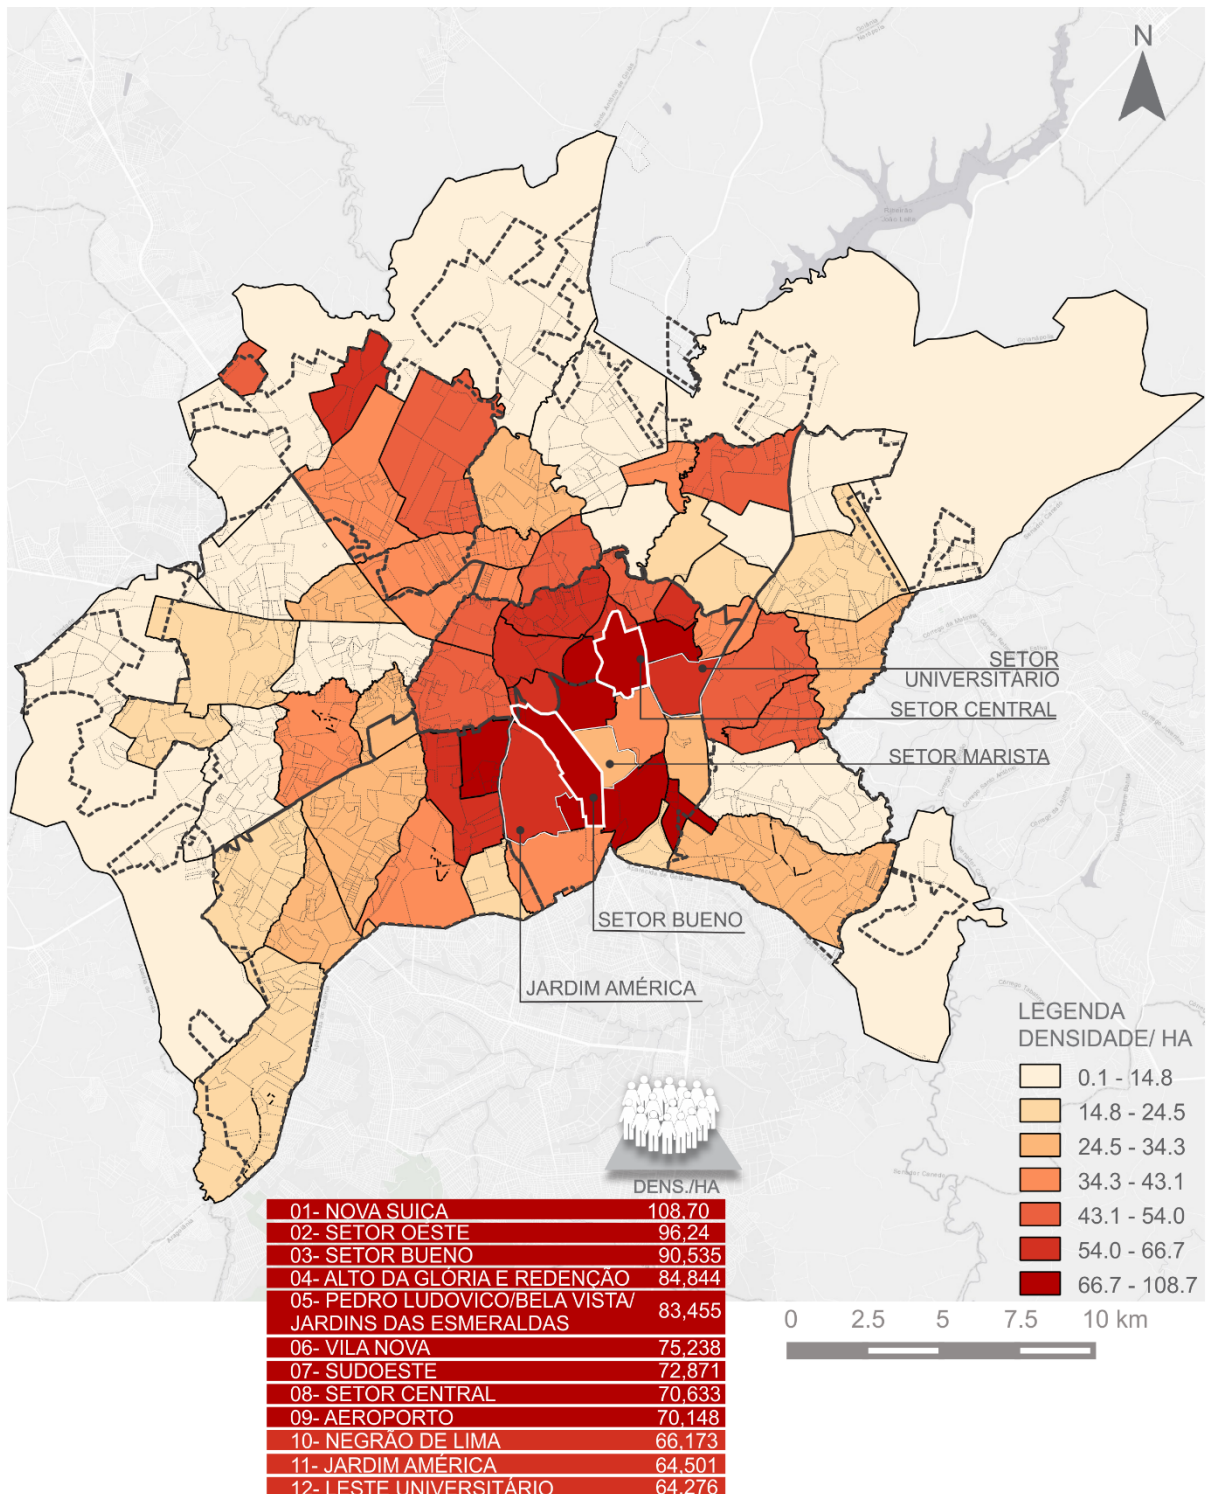 N
SETOR
UNIVERSITÁRIO
SETOR CENTRAL
SETOR MARISTA
SETOR BUENO
JARDIM AMÉRICA
LEGENDA
DENSIDADE/ HA
0.1 - 14.8
14.8 - 24.5
24.5 - 34.3
34.3 - 43.1
43.1 - 54.0
54.0 - 66.7
66.7 - 108.7
0 2.5 5 7.5 10 km
DENS./HA
01- NOVA SUIÇA 108,70
02- SETOR OESTE 96,24
03- SETOR BUENO 90,535
04- ALTO DA GLÓRIA E REDENÇÃO 84,844
05- PEDRO LUDOVICO/BELA VISTA/
JARDINS DAS ESMERALDAS 83,455
06- VILA NOVA 75,238
07- SUDOESTE 72,871
08- SETOR CENTRAL 70,633
09- AEROPORTO 70,148
10- NEGRÃO DE LIMA 66,173
11- JARDIM AMÉRICA 64,501
12- LESTE UNIVERSITÁRIO 64,276